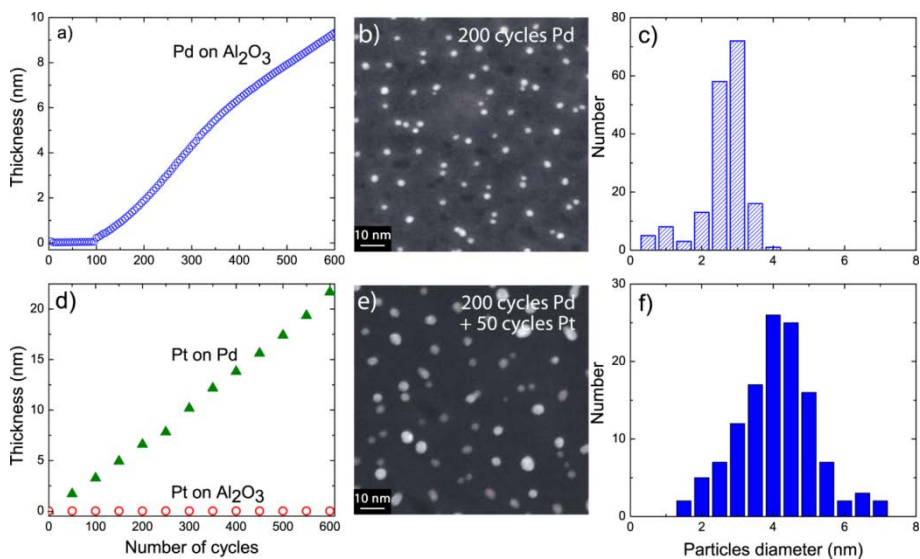 a)
Pd on Al₂O₃
Thickness (nm)
10
8
6
4
2
0
0 100 200 300 400 500 600
b) 200 cycles Pd
10 nm
c)
Number
80
60
40
20
0
0 2 4 6 8
d)
Pt on Pd
Pt on Al₂O₃
Thickness (nm)
20
15
10
5
0
0 100 200 300 400 500 600
Number of cycles
e) 200 cycles Pd
+ 50 cycles Pt
10 nm
f)
Number
30
20
10
0
0 2 4 6 8
Particles diameter (nm)